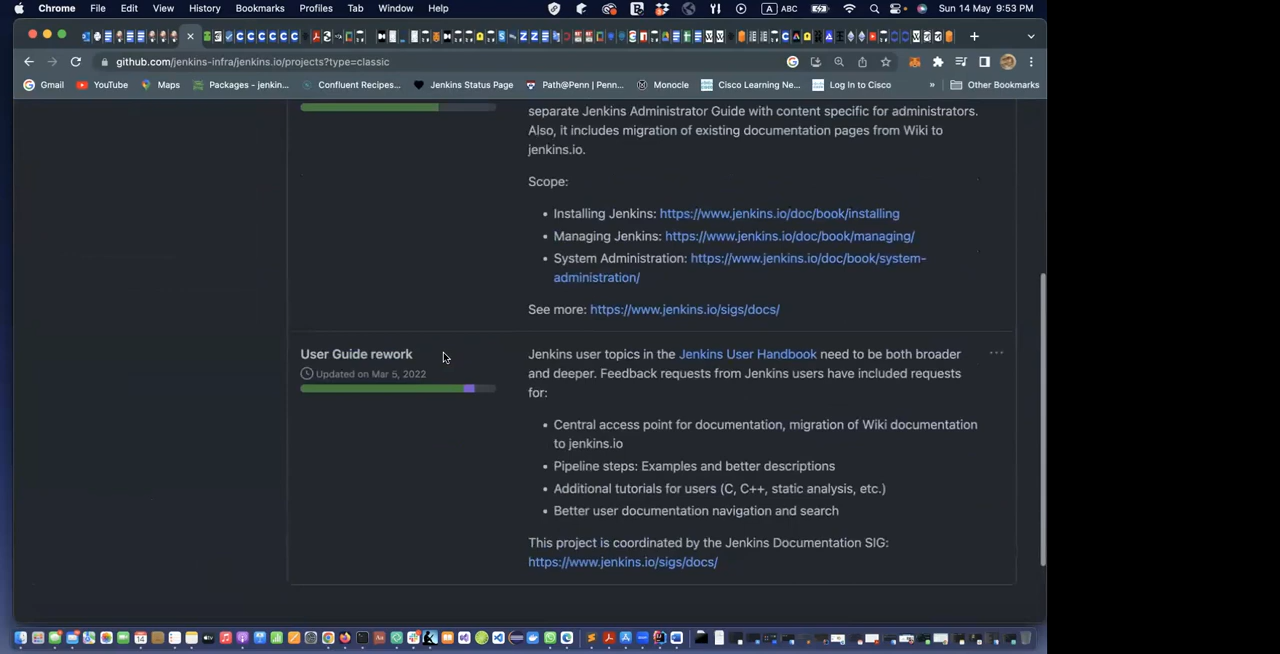 Chrome File Edit View History Bookmarks Profiles Tab Window Help A ABC Sun 14 May 9:53 PM
github.com/jenkins-infra/jenkins.io/projects?type=classic
Gmail YouTube Maps Packages - jenkin... Confluent Recipes... Jenkins Status Page Path@Penn | Penn... Monocle Cisco Learning Ne... Log In to Cisco » Other Bookmarks
separate Jenkins Administrator Guide with content specific for administrators.
Also, it includes migration of existing documentation pages from Wiki to
jenkins.io.
Scope:
• Installing Jenkins: https://www.jenkins.io/doc/book/installing
• Managing Jenkins: https://www.jenkins.io/doc/book/managing/
• System Administration: https://www.jenkins.io/doc/book/system-
administration/
See more: https://www.jenkins.io/sigs/docs/
User Guide rework
Updated on Mar 5, 2022
Jenkins user topics in the Jenkins User Handbook need to be both broader
and deeper. Feedback requests from Jenkins users have included requests
for:
• Central access point for documentation, migration of Wiki documentation
to jenkins.io
• Pipeline steps: Examples and better descriptions
• Additional tutorials for users (C, C++, static analysis, etc.)
• Better user documentation navigation and search
This project is coordinated by the Jenkins Documentation SIG:
https://www.jenkins.io/sigs/docs/